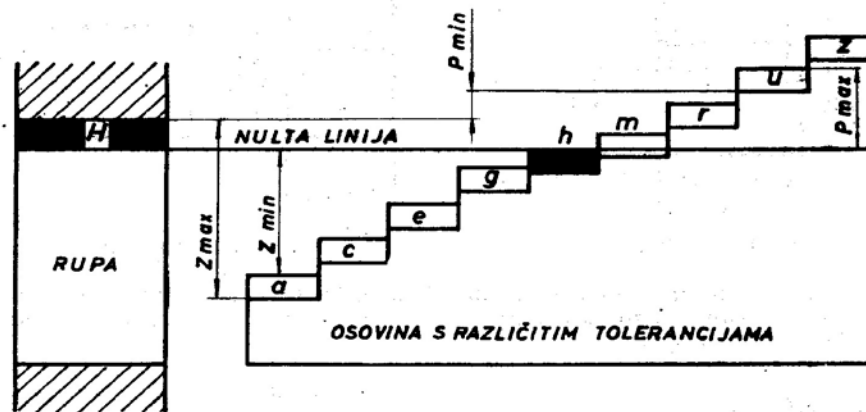 P min
z
u
P max
r
H
NULTA LINIJA
h
m
g
Z max
Z min
e
RUPA
c
a
OSOVINA S RAZLIČITIM TOLERANCIJAMA